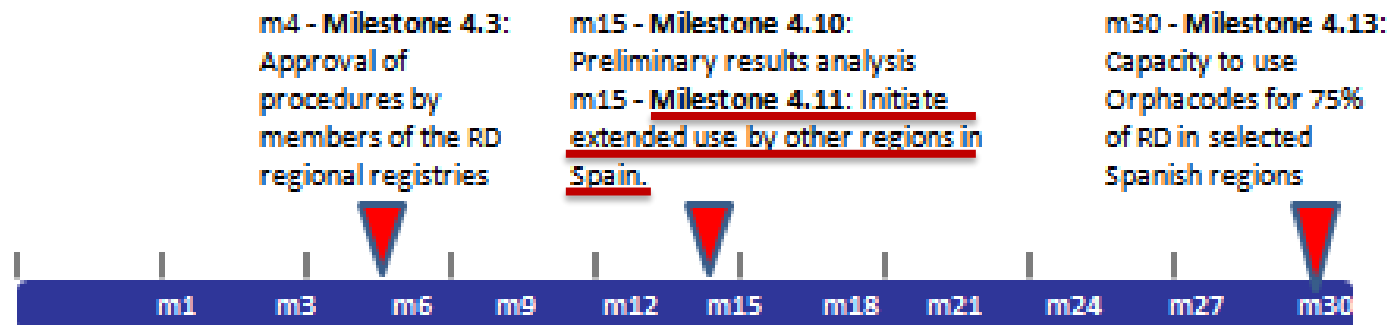 m4 - Milestone 4.3:
Approval of
procedures by
members of the RD
regional registries
m15 - Milestone 4.10:
Preliminary results analysis
m15 - Milestone 4.11: Initiate
extended use by other regions in
Spain.
m30 - Milestone 4.13:
Capacity to use
Orphacodes for 75%
of RD in selected
Spanish regions
m1 m3 m6 m9 m12 m15 m18 m21 m24 m27 m30